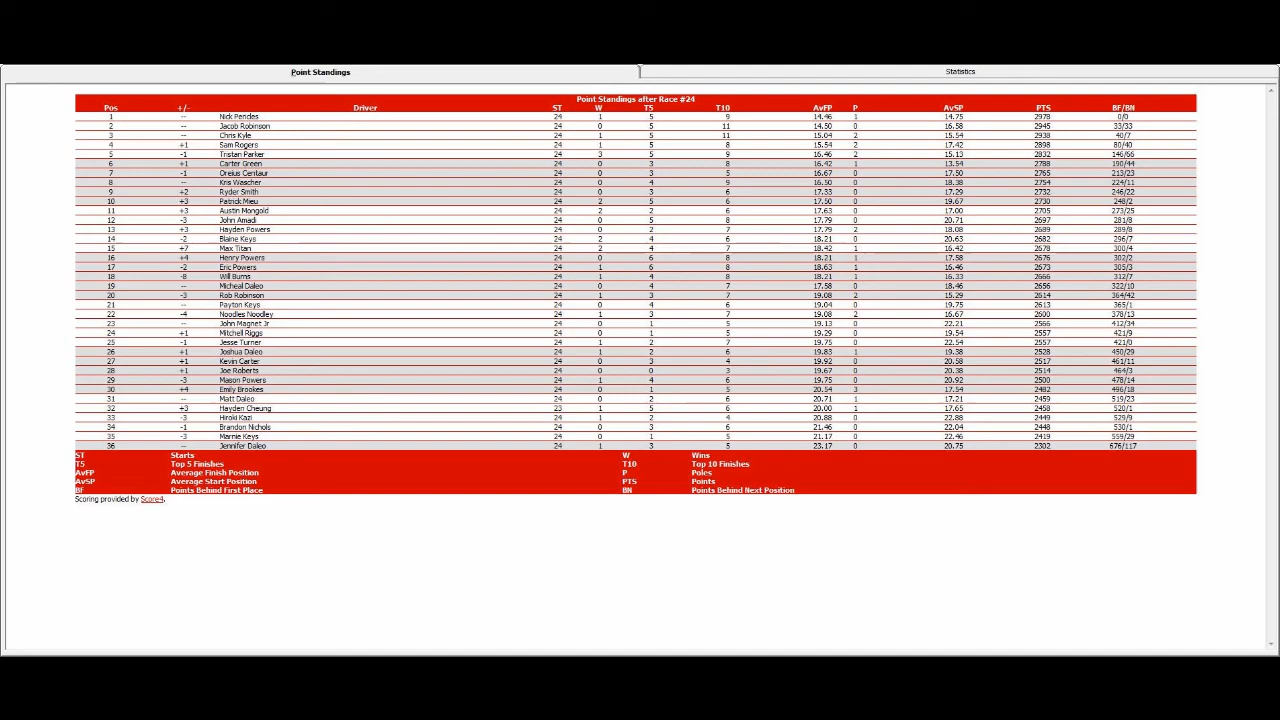 Point Standings Statistics
Point Standings after Race #24
Pos +/- Driver ST W T5 T10 AvFP P AvSP PTS BF/BN
1 -- Nick Pericles 24 1 5 9 14.46 1 14.75 2978 0/0
2 -- Jacob Robinson 24 0 5 11 14.50 0 16.58 2945 33/33
3 -- Chris Kyle 24 1 5 11 15.04 2 15.54 2938 40/7
4 +1 Sam Rogers 24 1 5 8 15.54 2 17.42 2898 80/40
5 -1 Tristan Parker 24 3 5 9 16.46 2 15.13 2832 146/66
6 +1 Carter Green 24 0 3 8 16.42 1 13.54 2788 190/44
7 -1 Oreius Centaur 24 0 5 7 16.67 0 17.50 2765 213/23
8 -- Kris Wascher 24 0 4 9 16.50 0 18.38 2754 224/11
9 +2 Ryder Smith 24 0 3 6 17.33 0 17.29 2732 246/22
10 +3 Patrick Mieu 24 2 5 6 17.50 0 19.67 2730 248/2
11 +3 Austin Mongold 24 2 2 6 17.63 0 17.00 2705 273/25
12 -3 John Amadi 24 0 5 8 17.79 0 20.71 2697 281/8
13 +3 Hayden Powers 24 0 2 7 17.79 2 18.08 2689 289/8
14 -2 Blaine Keys 24 2 4 6 18.21 0 20.63 2682 296/7
15 +7 Max Titan 24 2 4 7 18.42 1 16.42 2678 300/4
16 +4 Henry Powers 24 0 6 8 18.21 1 17.58 2676 302/2
17 -2 Eric Powers 24 1 6 8 18.63 1 16.46 2673 305/3
18 -8 Will Burns 24 1 4 8 18.21 1 16.33 2666 312/7
19 -- Micheal Daleo 24 0 4 7 17.58 0 18.13 2656 322/10
20 -3 Rob Robinson 24 1 3 7 19.08 2 15.29 2614 364/42
21 -- Payton Keys 24 0 4 6 19.04 0 19.75 2613 365/1
22 -4 Noodles Noodley 24 1 3 7 19.08 2 16.67 2600 378/13
23 -- John Magnet Jr 24 0 1 5 19.13 0 22.21 2566 412/34
24 +1 Mitchell Riggs 24 0 1 5 19.29 0 19.54 2557 421/9
25 -1 Jesse Turner 24 1 2 7 19.75 0 22.54 2557 421/0
26 +1 Joshua Daleo 24 1 2 6 19.83 1 19.38 2528 450/29
27 +1 Kevin Carter 24 0 3 4 19.92 0 20.58 2517 461/11
28 +1 Joe Roberts 24 0 0 3 19.67 0 20.38 2514 464/3
29 -3 Mason Powers 24 1 4 6 19.75 0 20.92 2500 478/14
30 +4 Emily Brookes 24 0 1 5 20.54 3 17.54 2482 496/18
31 -- Matt Daleo 24 0 2 6 20.71 1 17.21 2459 519/23
32 +3 Hayden Cheung 23 1 5 6 20.00 1 17.65 2458 520/1
33 -3 Hiroki Kazi 24 1 2 4 20.88 0 22.88 2449 529/9
34 -1 Brandon Nichols 24 0 3 6 21.46 0 22.04 2448 530/1
35 -3 Marnie Keys 24 0 1 5 21.17 0 22.46 2419 559/29
36 -- Jennifer Daleo 24 1 3 5 23.17 0 20.75 2302 676/117
ST Starts W Wins
T5 Top 5 Finishes T10 Top 10 Finishes
AvFP Average Finish Position P Poles
AvSP Average Start Position PTS Points
BF Points Behind First Place BN Points Behind Next Position
Scoring provided by Score4.